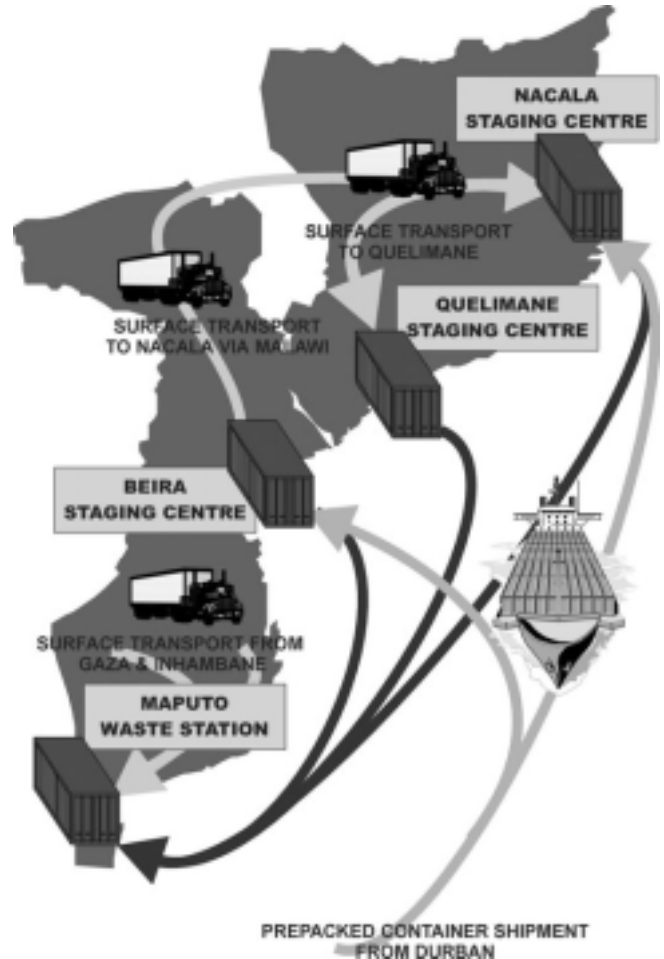 NACALA
STAGING CENTRE
SURFACE TRANSPORT
TO QUELIMANE
QUELIMANE
STAGING CENTRE
SURFACE TRANSPORT
TO NACALA VIA MALAWI
BEIRA
STAGING CENTRE
SURFACE TRANSPORT FROM
GAZA & INHAMBANE
MAPUTO
WASTE STATION
PREPACKED CONTAINER SHIPMENT
FROM DURBAN